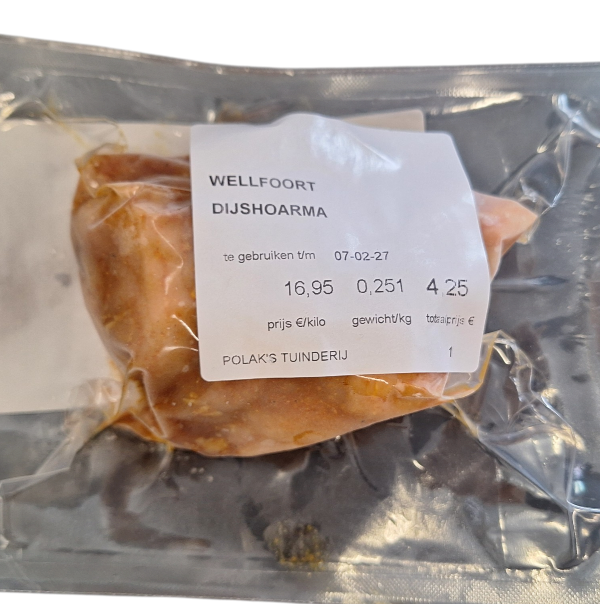 WELLFOORT
DIJSHOARMA
te gebruiken t/m 07-02-27
16,95 0,251 4,25
prijs €/kilo gewicht/kg totaalprijs €
POLAK'S TUINDERIJ 1